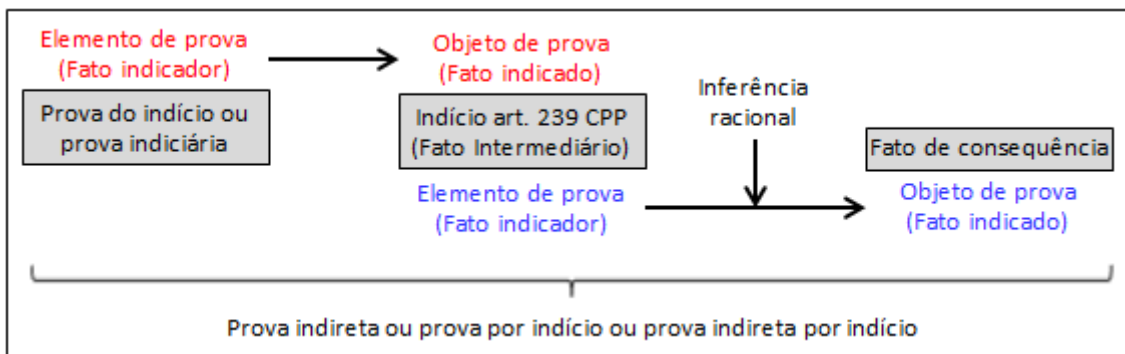 Elemento de prova
(Fato indicador)
Prova do indício ou
prova indiciária
Objeto de prova
(Fato indicado)
Indício art. 239 CPP
(Fato Intermediário)
Elemento de prova
(Fato indicador)
Inferência
racional
Fato de consequência
Objeto de prova
(Fato indicado)
Prova indireta ou prova por indício ou prova indireta por indício